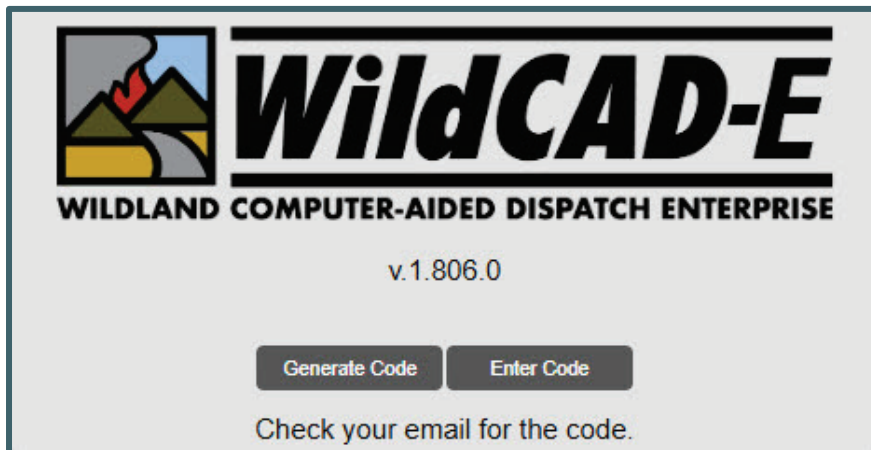 WildCAD-E
WILDLAND COMPUTER-AIDED DISPATCH ENTERPRISE
v.1.806.0
Generate Code Enter Code
Check your email for the code.